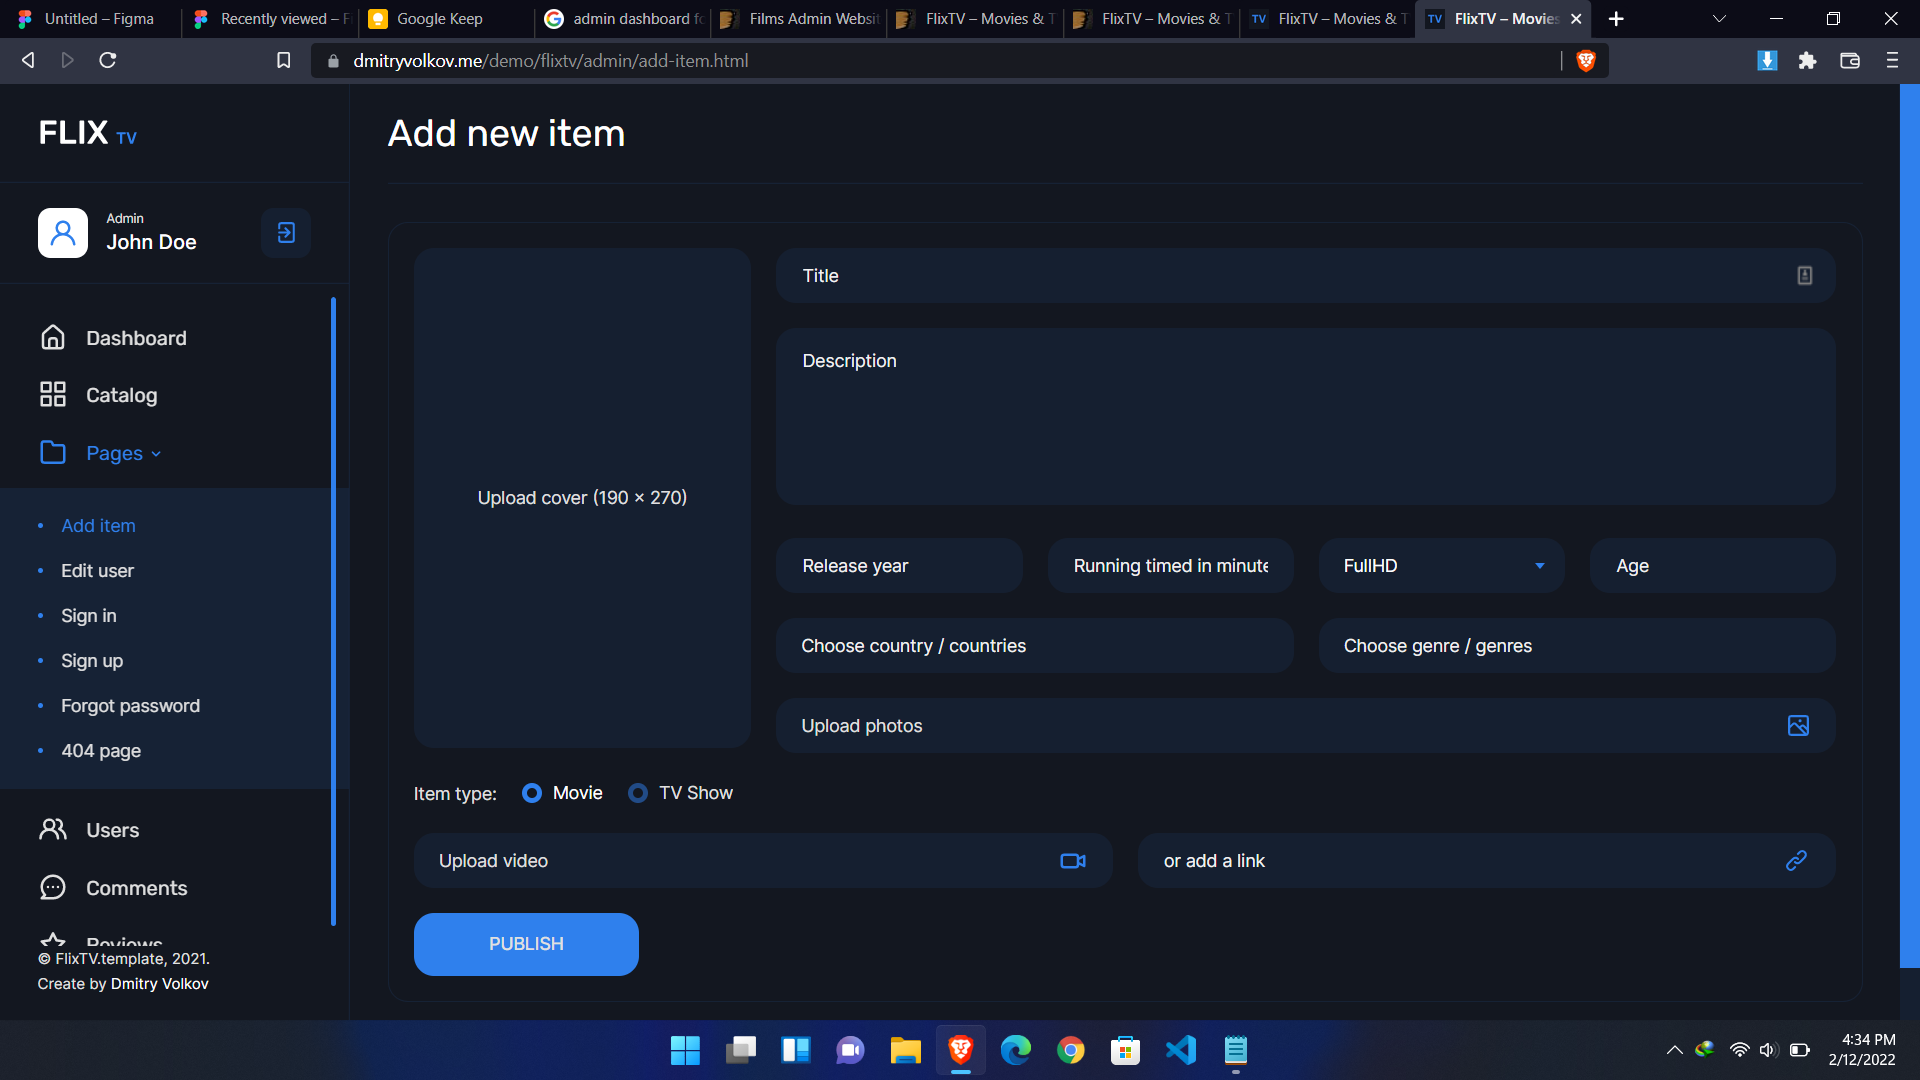 Untitled – Figma
Recently viewed – Fi
Google Keep
admin dashboard fo
Films Admin Websit
FlixTV – Movies & T
FlixTV – Movies & T
TV FlixTV – Movies & T
TV FlixTV – Movies
dmitryvolkov.me/demo/flixtv/admin/add-item.html
FLIX TV
Add new item
Admin
John Doe
Dashboard
Catalog
Pages
Add item
Edit user
Sign in
Sign up
Forgot password
404 page
Users
Comments
Reviews
© FlixTV.template, 2021.
Create by Dmitry Volkov
Upload cover (190 × 270)
Title
Description
Release year
Running timed in minute
FullHD
Age
Choose country / countries
Choose genre / genres
Upload photos
Item type:
Movie
TV Show
Upload video
or add a link
PUBLISH
4:34 PM
2/12/2022